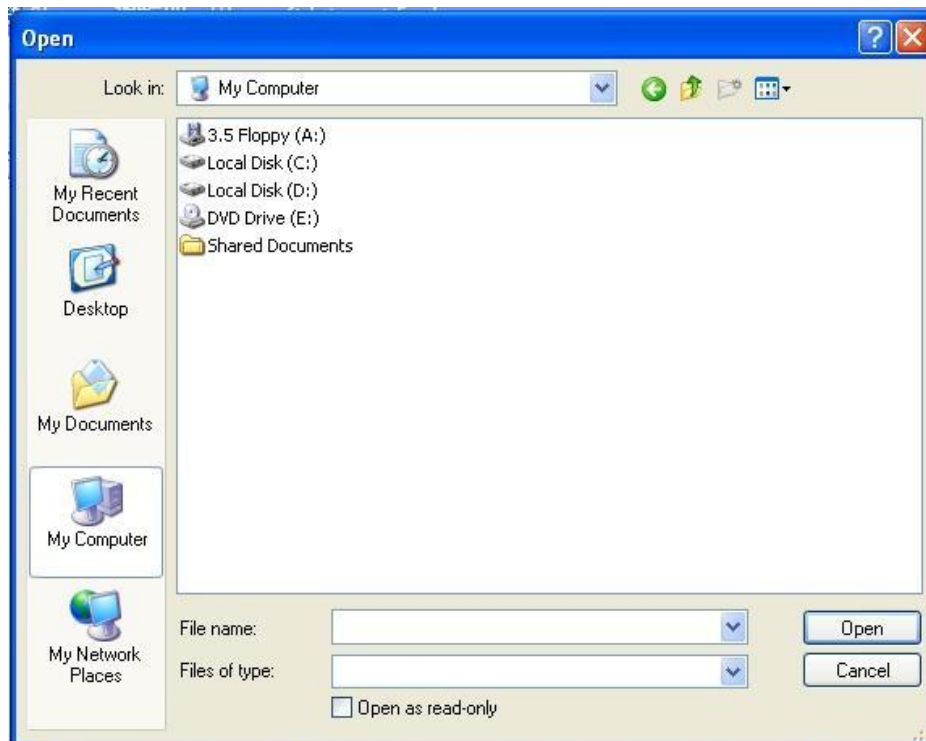 Open
Look in: My Computer
3.5 Floppy (A:)
Local Disk (C:)
Local Disk (D:)
DVD Drive (E:)
Shared Documents
My Recent
Documents
Desktop
My Documents
My Computer
My Network
Places
File name:
Open
Files of type:
Cancel
Open as read-only